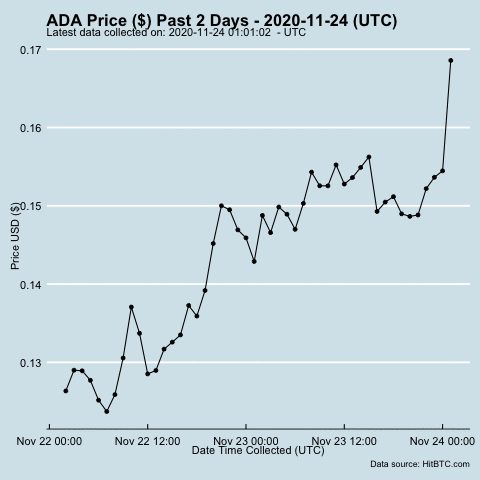 ADA Price ($) Past 2 Days - 2020-11-24 (UTC)
Latest data collected on: 2020-11-24 01:01:02 - UTC
0.17
0.16
0.15
0.14
0.13
Price USD ($)
Nov 22 00:00 Nov 22 12:00 Nov 23 00:00 Nov 23 12:00 Nov 24 00:00
Date Time Collected (UTC)
Data source: HitBTC.com